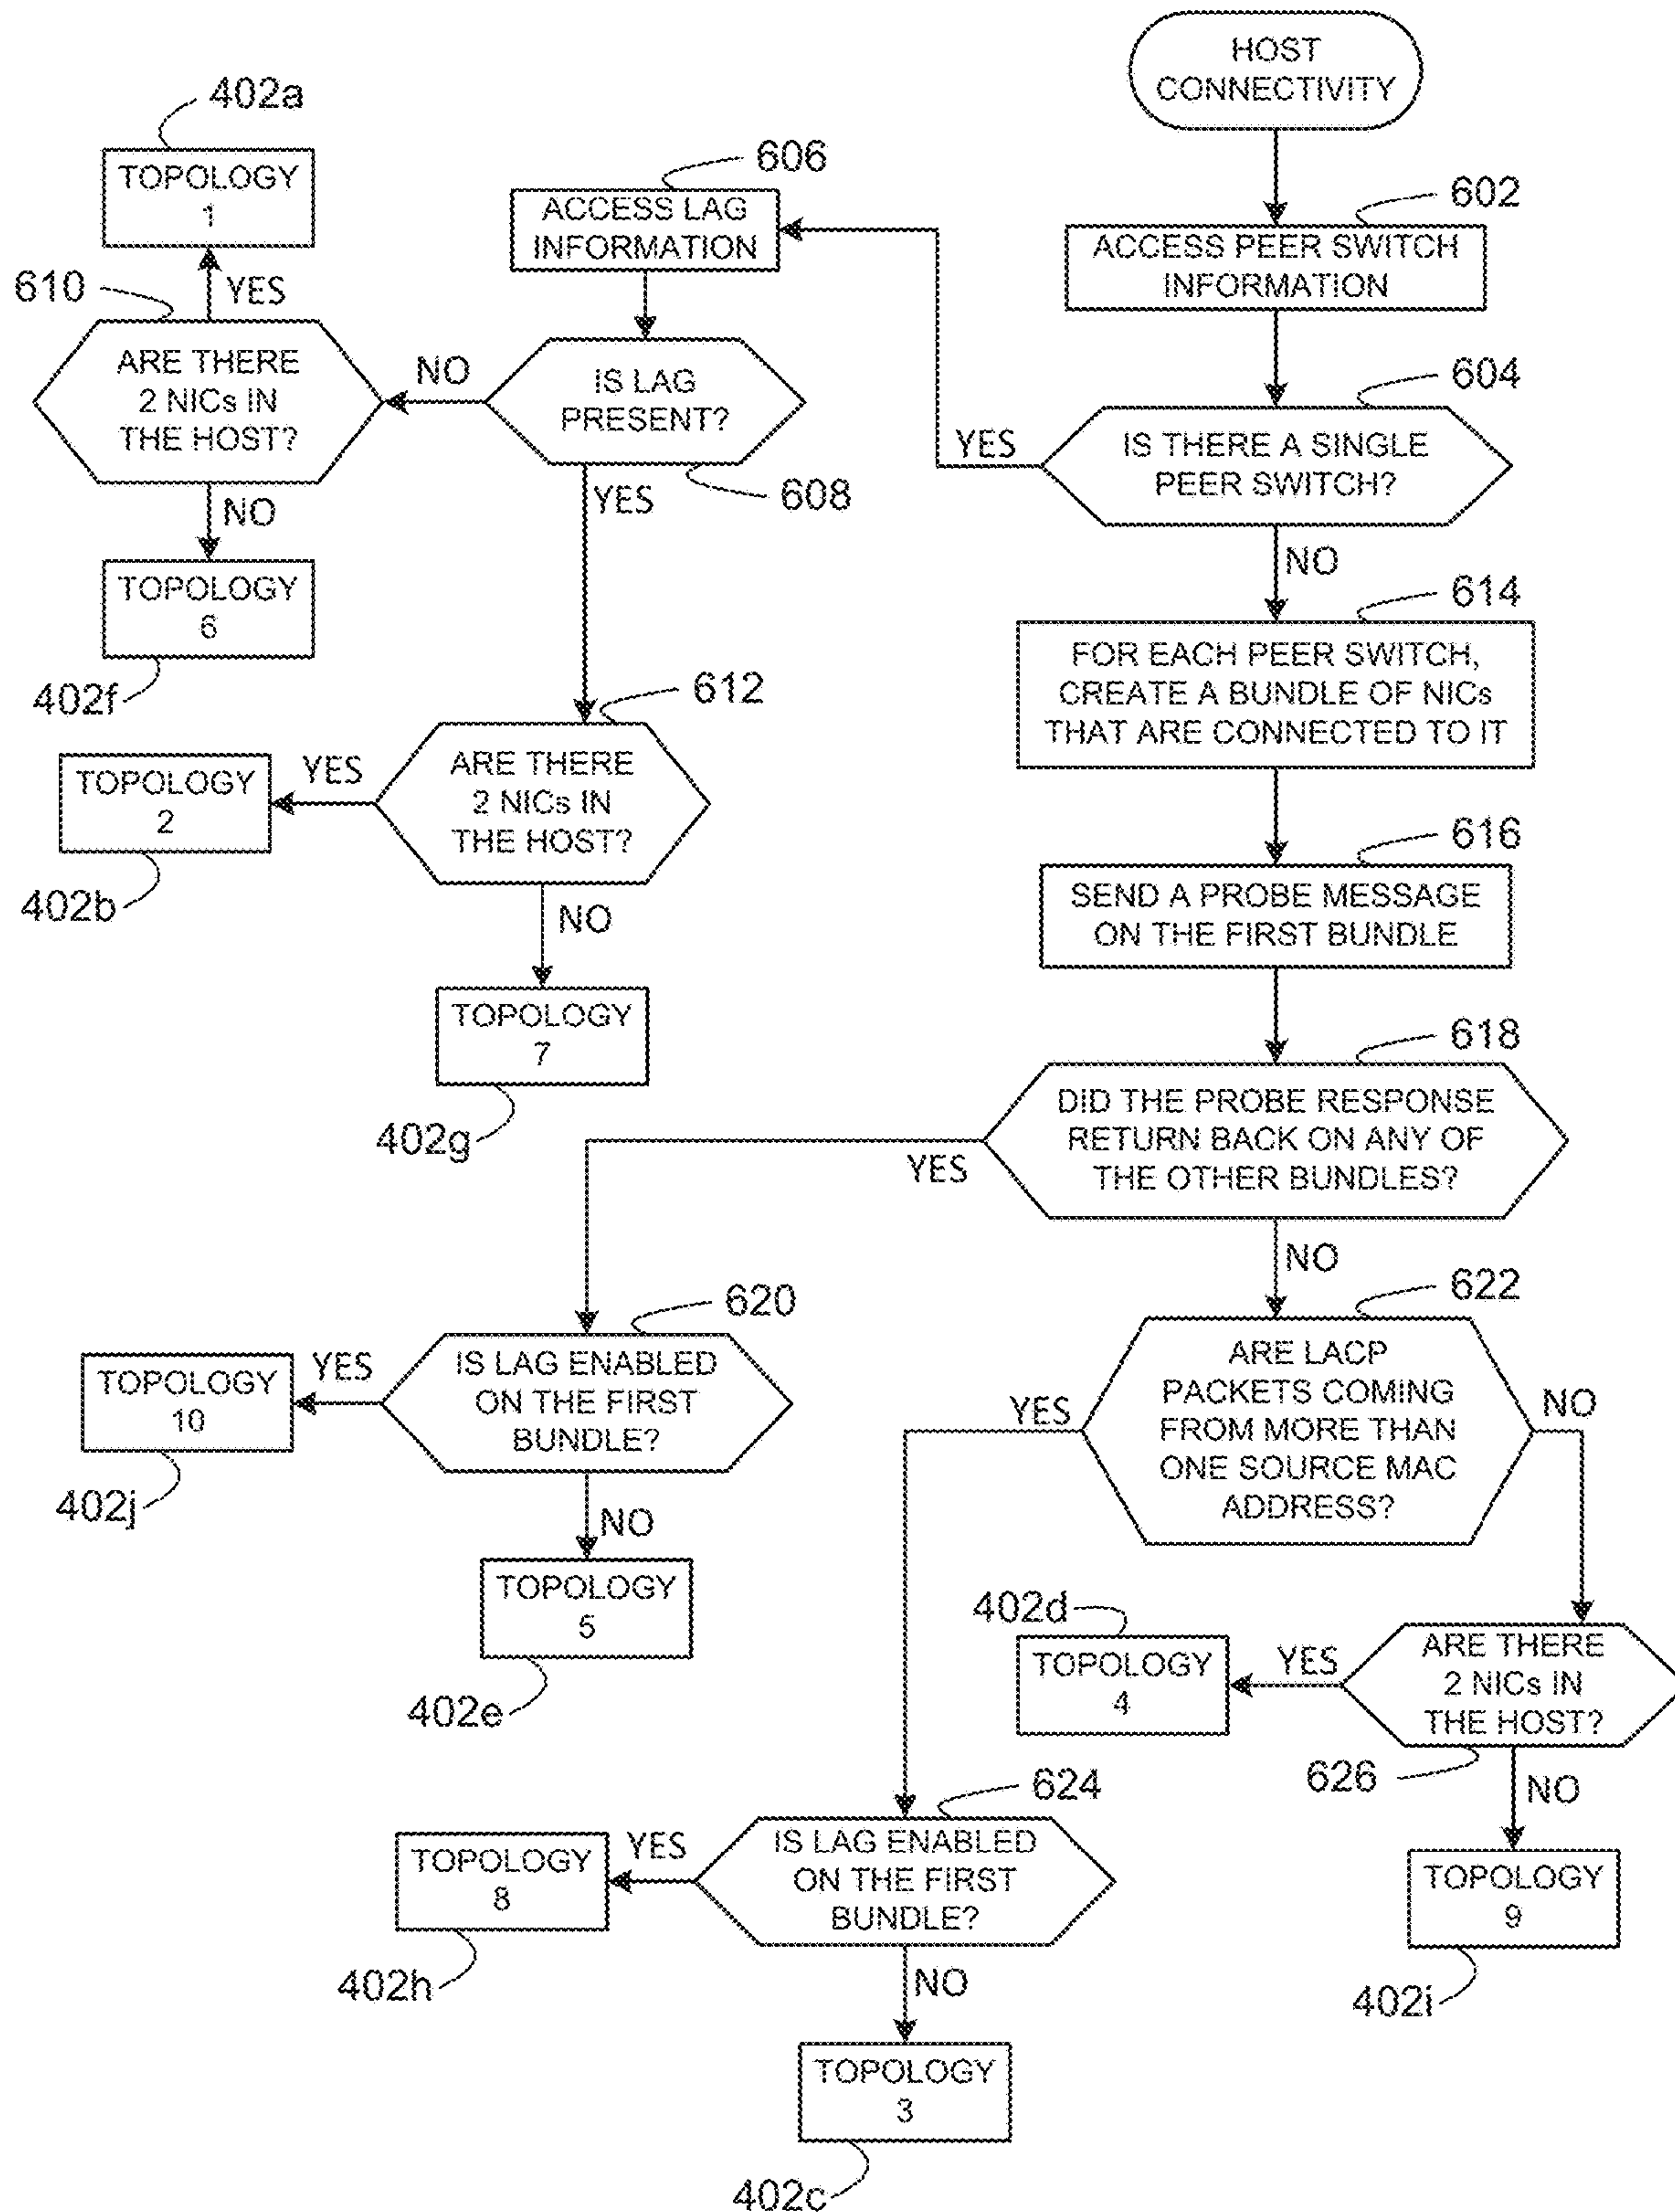 HOST
CONNECTIVITY
602
ACCESS PEER SWITCH
INFORMATION
604
IS THERE A SINGLE
PEER SWITCH?
YES
NO
606
ACCESS LAG
INFORMATION
IS LAG
PRESENT?
608
NO
YES
402a
TOPOLOGY
1
YES
610
ARE THERE
2 NICs IN
THE HOST?
NO
TOPOLOGY
6
402f
612
ARE THERE
2 NICs IN
THE HOST?
YES
TOPOLOGY
2
402b
NO
TOPOLOGY
7
402g
614
FOR EACH PEER SWITCH,
CREATE A BUNDLE OF NICs
THAT ARE CONNECTED TO IT
616
SEND A PROBE MESSAGE
ON THE FIRST BUNDLE
618
DID THE PROBE RESPONSE
RETURN BACK ON ANY OF
THE OTHER BUNDLES?
YES
NO
620
IS LAG ENABLED
ON THE FIRST
BUNDLE?
YES
TOPOLOGY
10
402j
NO
TOPOLOGY
5
402e
622
ARE LACP
PACKETS COMING
FROM MORE THAN
ONE SOURCE MAC
ADDRESS?
YES
NO
402d
TOPOLOGY
4
YES
ARE THERE
2 NICs IN
THE HOST?
626
NO
TOPOLOGY
9
402i
624
IS LAG ENABLED
ON THE FIRST
BUNDLE?
YES
TOPOLOGY
8
402h
NO
TOPOLOGY
3
402c